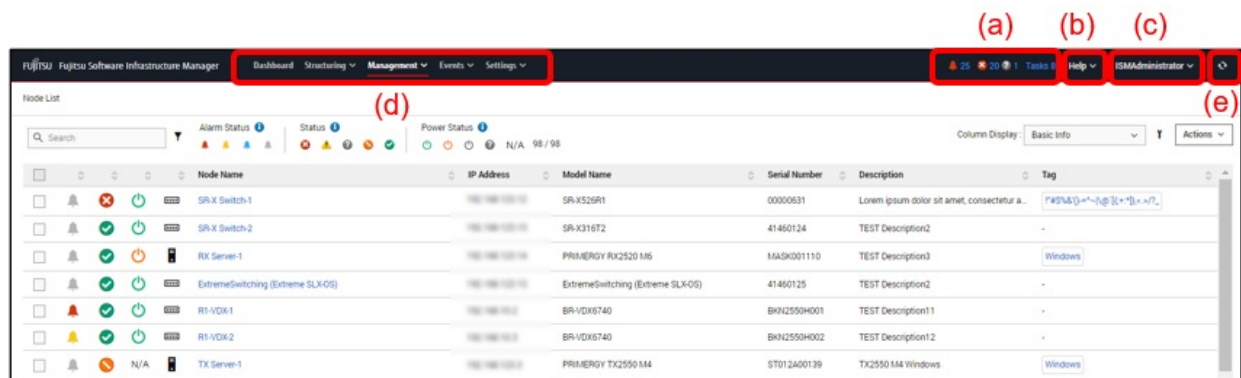 (a) (b) (c)
FUJITSU Fujitsu Software Infrastructure Manager Dashboard Structuring Management Events Settings 25 20 1 Tasks 8 Help ISMAdministrator
Node List (d) (e)
Search Alarm Status Status Power Status N/A 98 / 98 Column Display : Basic Info Actions
Node Name IP Address Model Name Serial Number Description Tag
SR-X Switch-1 SR-X526R1 00000631 Lorem ipsum dolor sit amet, consectetur a...
SR-X Switch-2 SR-X316T2 41460124 TEST Description2 -
RX Server-1 PRIMERGY RX2520 M6 MASK001110 TEST Description3 Windows
ExtremeSwitching (Extreme SLX-OS) ExtremeSwitching (Extreme SLX-OS) 41460125 TEST Description2 -
R1-VDX-1 BR-VDX6740 BKN2550H001 TEST Description11 -
R1-VDX-2 BR-VDX6740 BKN2550H002 TEST Description12 -
N/A TX Server-1 PRIMERGY TX2550 M4 ST012A00139 TX2550 M4 Windows Windows